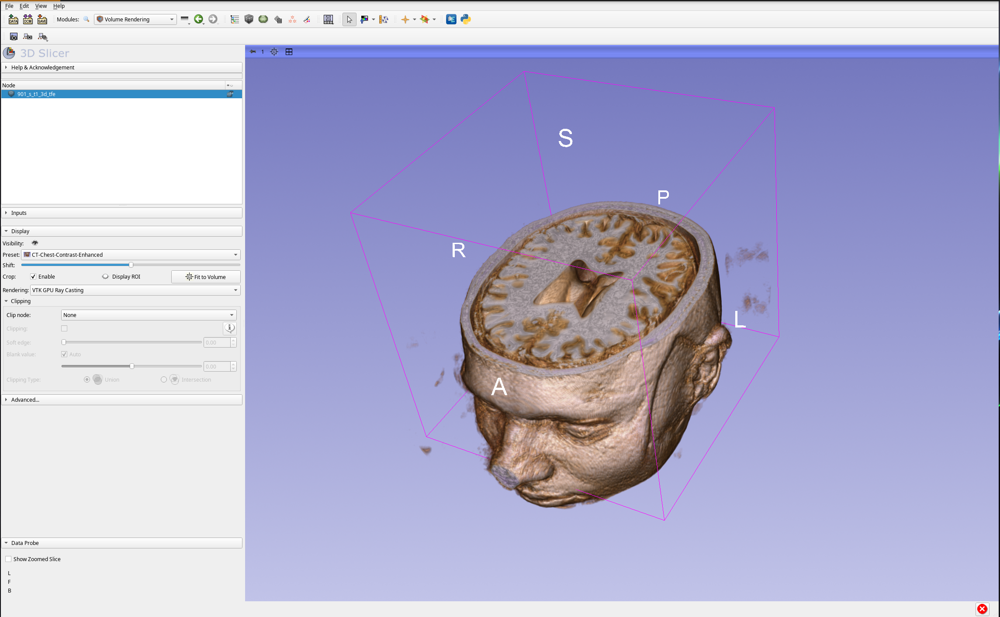 File Edit View Help
DATA DCM SAVE Modules: Volume Rendering
3D Slicer
1
Help & Acknowledgement
Node
901_s_t1_3d_tfe
Inputs
Display
Visibility:
Preset: CT-Chest-Contrast-Enhanced
Shift:
Crop: Enable Display ROI Fit to Volume
Rendering: VTK GPU Ray Casting
Clipping
Clip node: None
Clipping:
Soft edge: 0.00
Blank value: Auto
0.00
Clipping Type: Union Intersection
Advanced...
Data Probe
Show Zoomed Slice
L
F
B
S
P
R
L
A